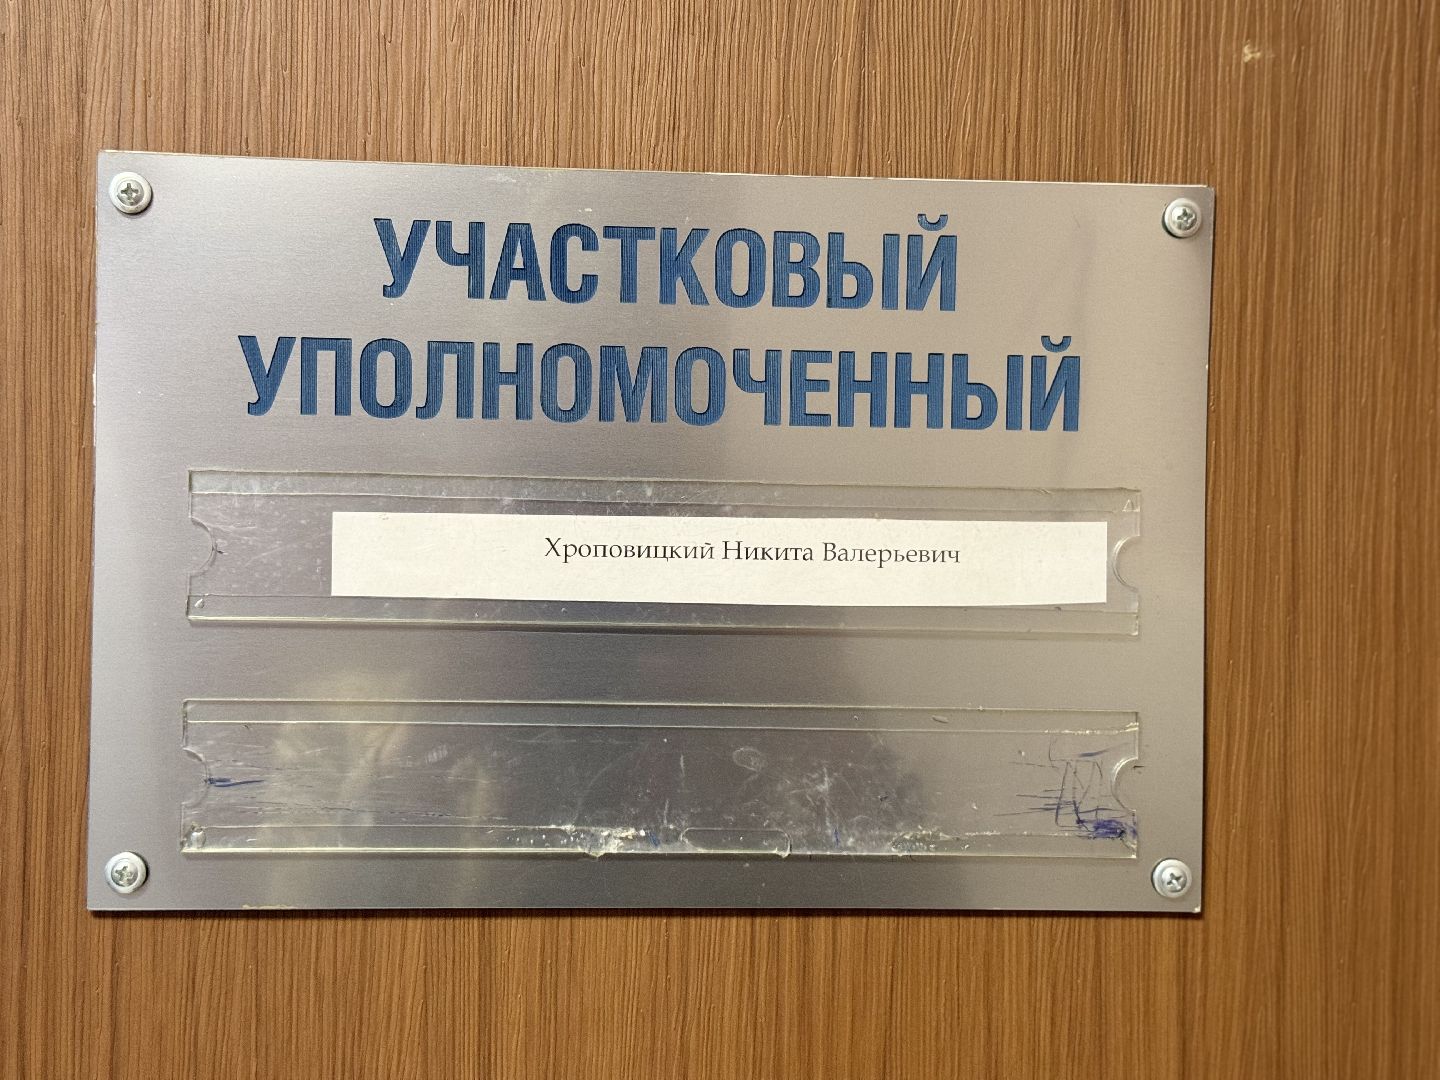 УЧАСТКОВЫЙ
УПОЛНОМОЧЕННЫЙ
Хроповицкий Никита Валерьевич